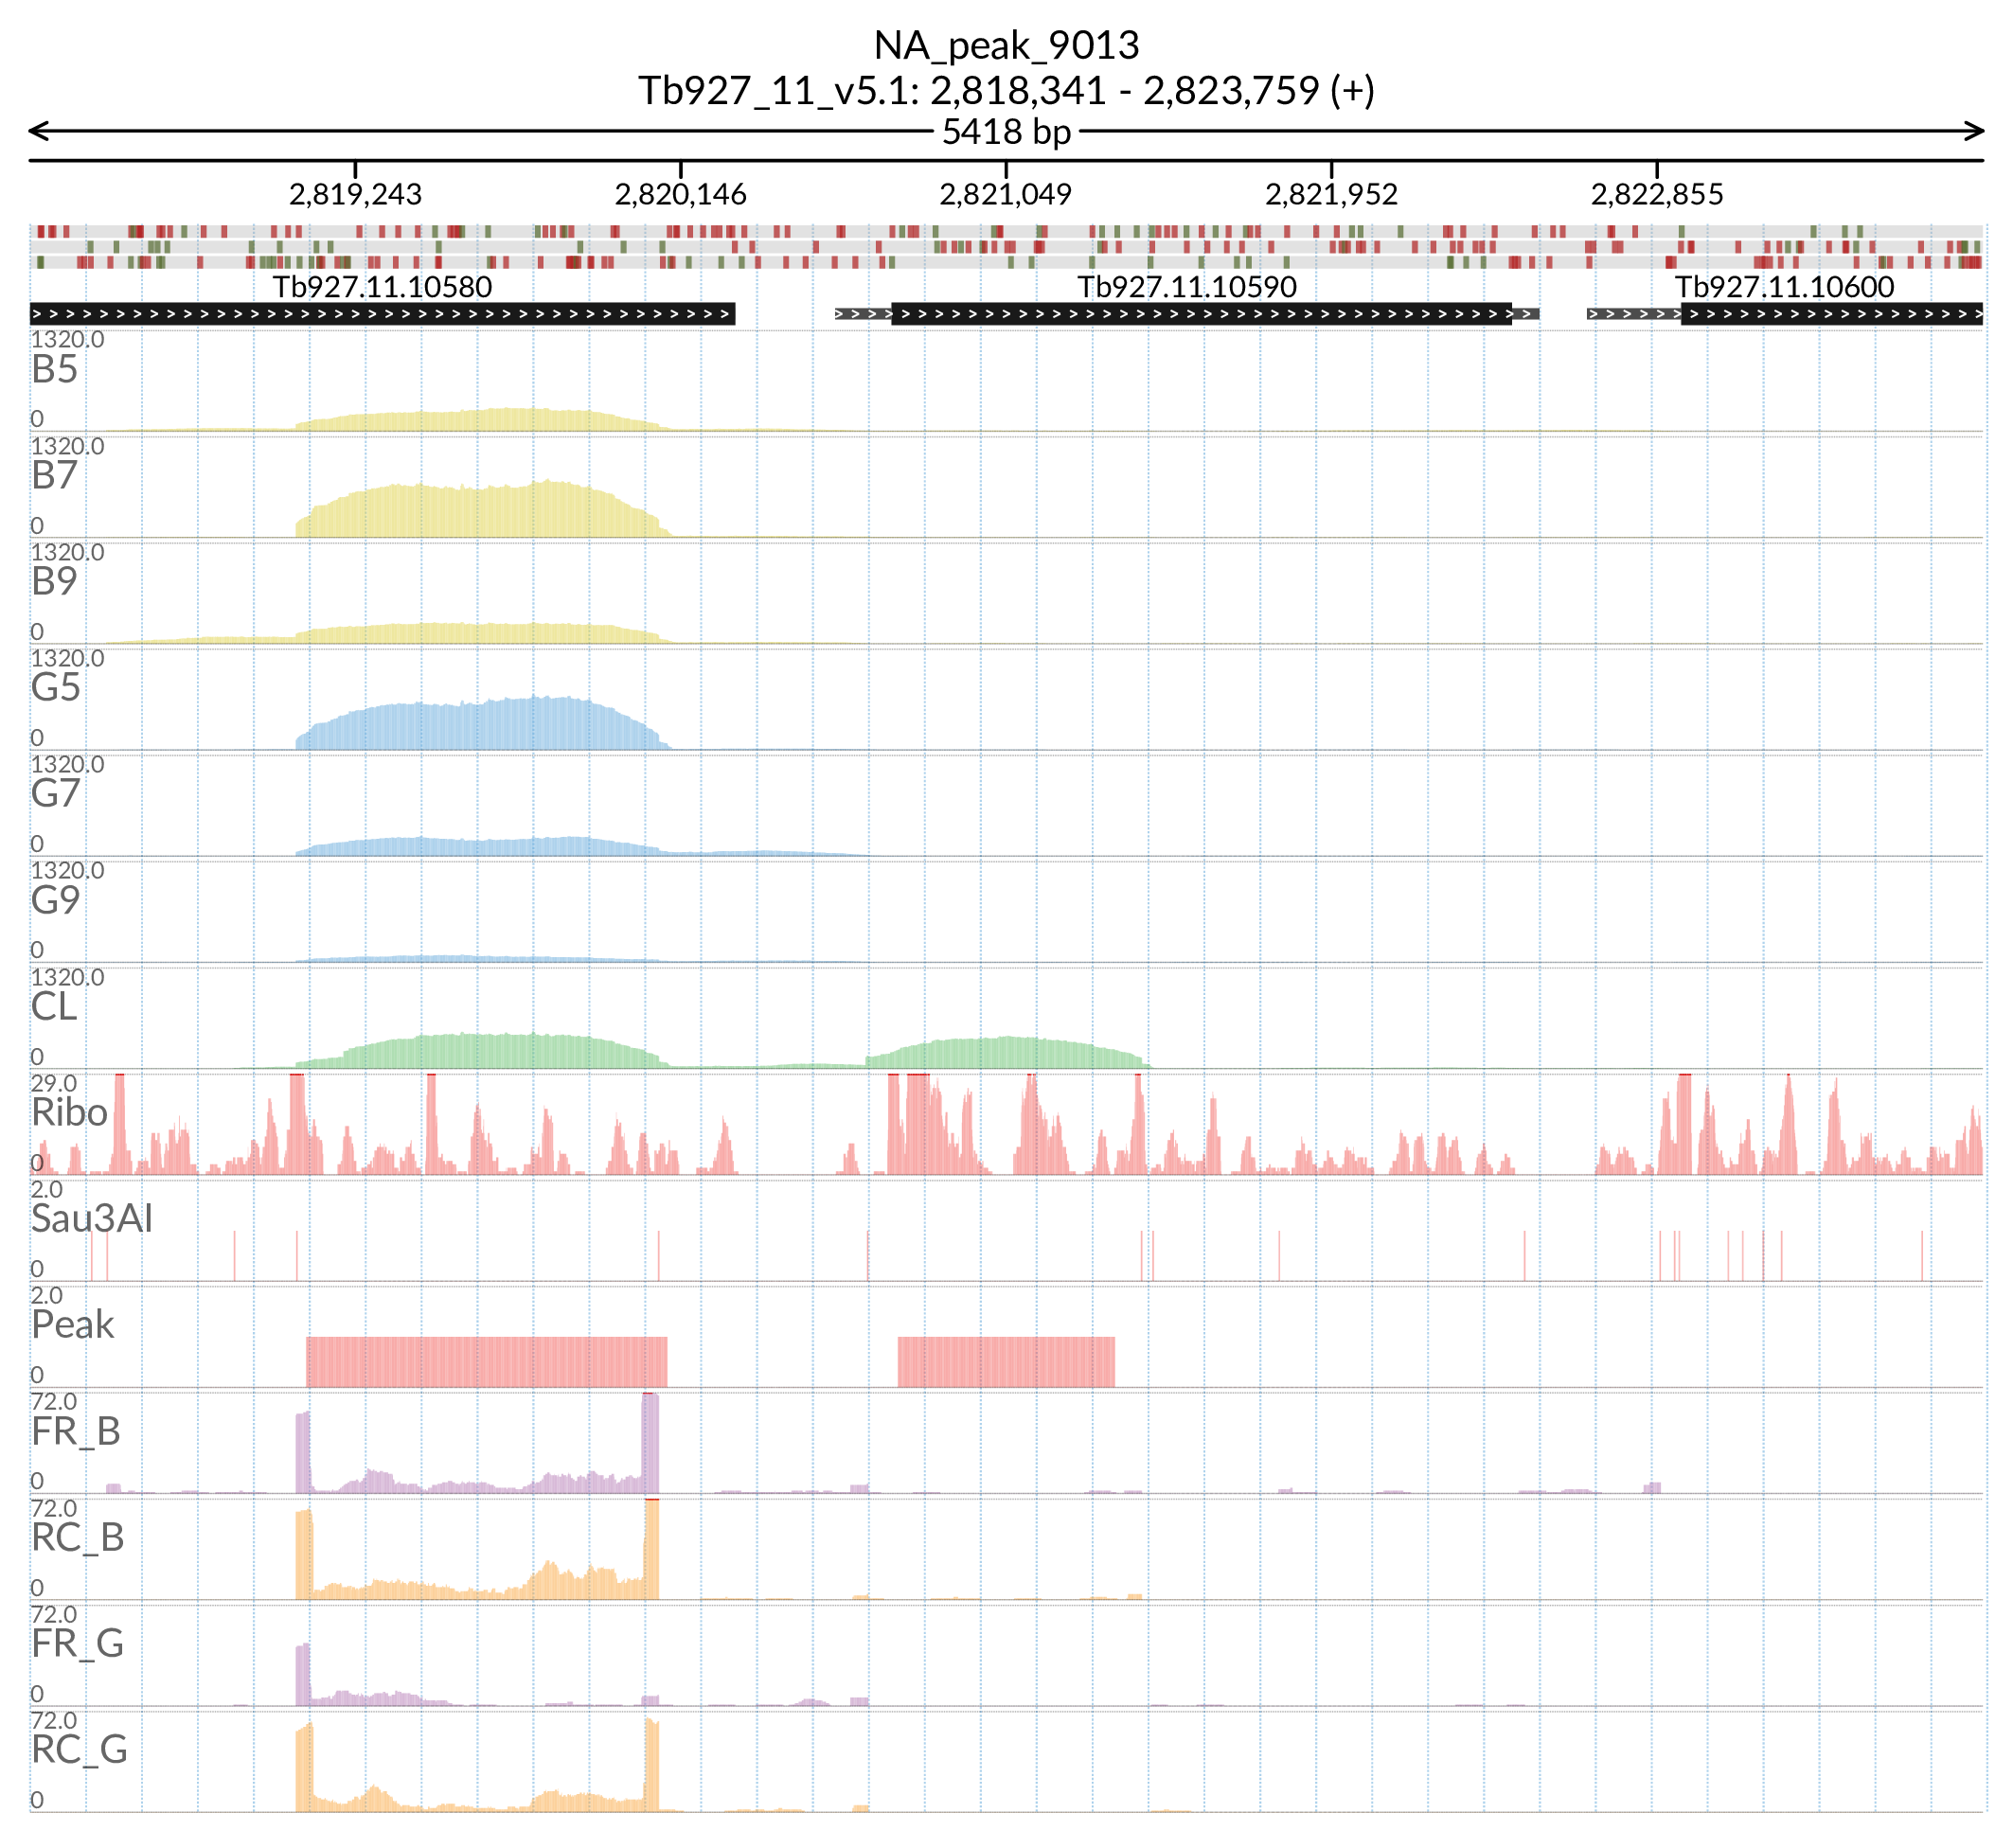 NA_peak_9013
Tb927_11_v5.1: 2,818,341 - 2,823,759 (+)
5418 bp
2,819,243 2,820,146 2,821,049 2,821,952 2,822,855
Tb927.11.10580 Tb927.11.10590 Tb927.11.10600
1320.0
B5
0
1320.0
B7
0
1320.0
B9
0
1320.0
G5
0
1320.0
G7
0
1320.0
G9
0
1320.0
CL
0
29.0
Ribo
0
2.0
Sau3AI
0
2.0
Peak
0
72.0
FR_B
0
72.0
RC_B
0
72.0
FR_G
0
72.0
RC_G
0